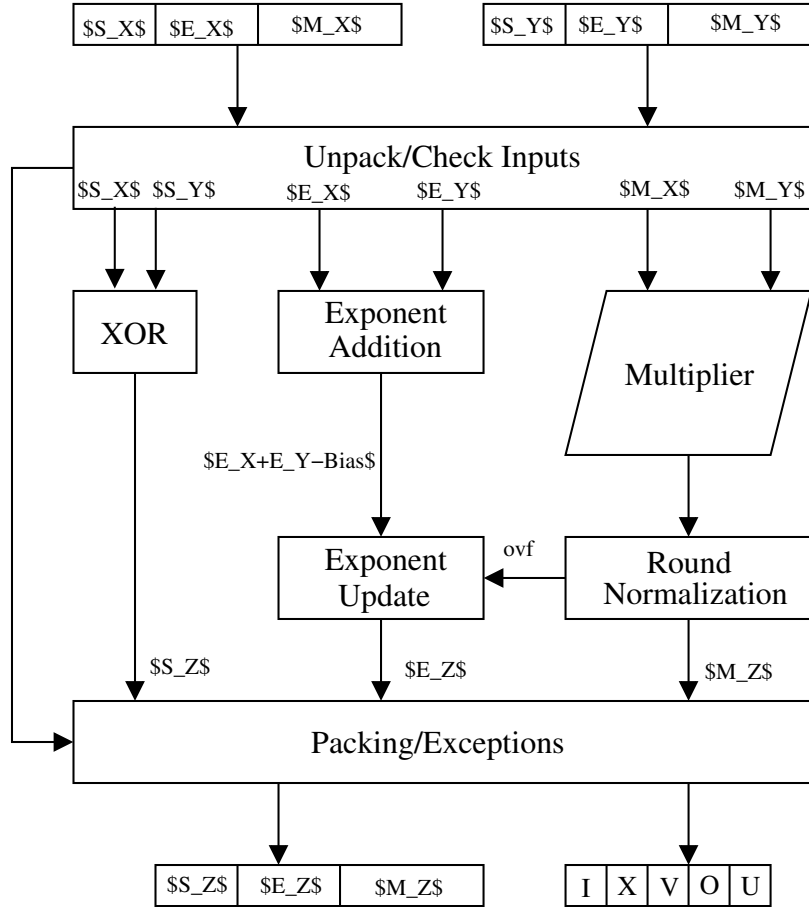 $S_X$ $E_X$ $M_X$ $S_Y$ $E_Y$ $M_Y$
Unpack/Check Inputs
$S_X$ $S_Y$ $E_X$ $E_Y$ $M_X$ $M_Y$
XOR
Exponent
Addition
Multiplier
$E_X+E_Y−Bias$
Exponent
Update
ovf
Round
Normalization
$S_Z$ $E_Z$ $M_Z$
Packing/Exceptions
$S_Z$ $E_Z$ $M_Z$ I X V O U